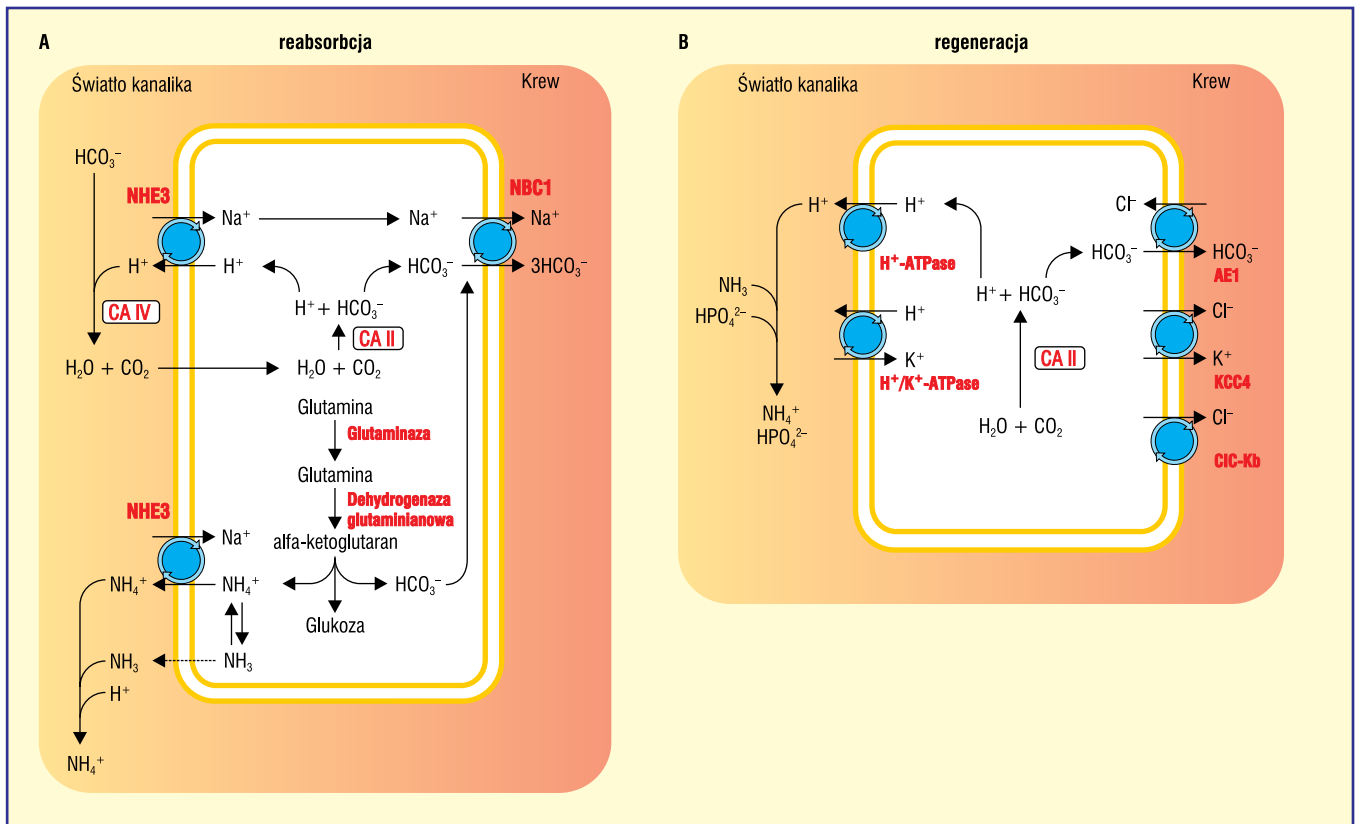 A reabsorbcja
Światło kanalika Krew
HCO₃⁻
NHE3 NBC1
Na⁺ Na⁺ Na⁺
H⁺ H⁺ HCO₃⁻ 3HCO₃⁻
H⁺ + HCO₃⁻
CA IV
CA II
H₂O + CO₂ H₂O + CO₂
Glutamina
Glutaminaza
Glutamina
Dehydrogenaza
glutaminianowa
NHE3
Na⁺
alfa-ketoglutaran
NH₄⁺ NH₄⁺ HCO₃⁻
Glukoza
NH₃ NH₃
H⁺
NH₄⁺
B regeneracja
Światło kanalika Krew
H⁺ H⁺ Cl⁻
HCO₃⁻ HCO₃⁻
H⁺-ATPase AE1
NH₃ H⁺ + HCO₃⁻
HPO₄²⁻ H⁺ Cl⁻
K⁺ CA II K⁺
H⁺/K⁺-ATPase KCC4
NH₄⁺ H₂O + CO₂ Cl⁻
HPO₄²⁻
ClC-Kb